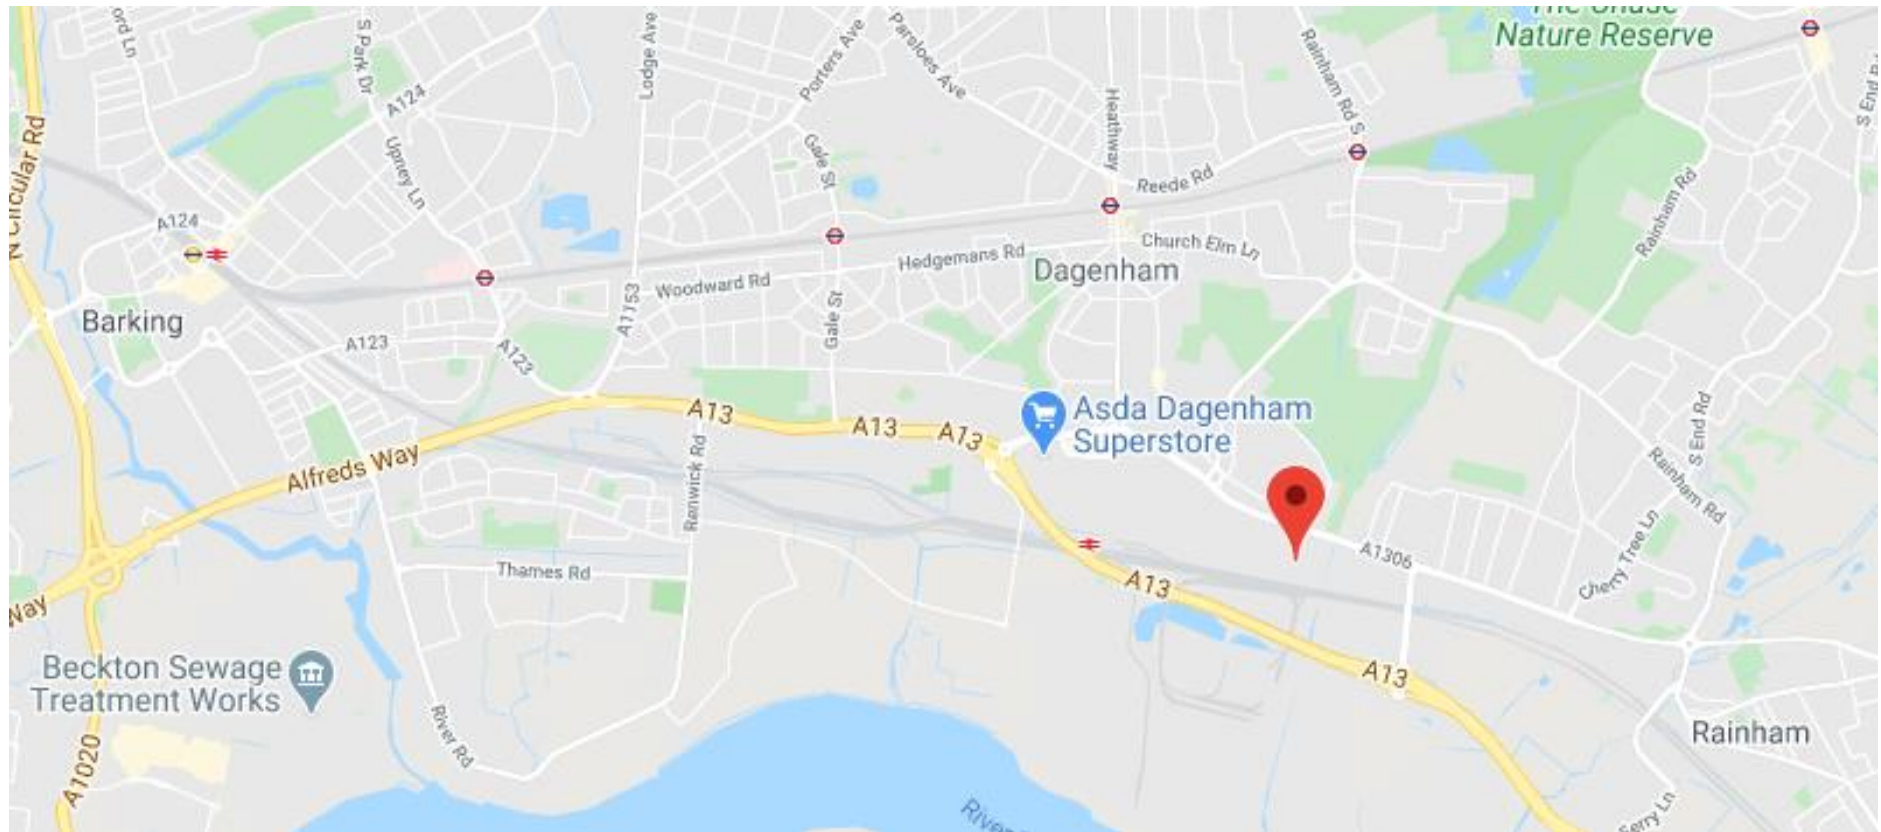 The Chase
Nature Reserve
ord Ln
S Park Dr
A124
Lodge Ave
Porters Ave
Parsloes Ave
Heathway
Rainham Rd S
S End Rd
N Circular Rd
Upney Ln
Gale St
Reede Rd
Rainham Rd
A124
Church Elm Ln
Hedgemans Rd
Dagenham
Woodward Rd
Barking
A1153
Gale St
A123
A123
A13
A13
A13
Asda Dagenham
Superstore
S End Rd
Alfreds Way
Renwick Rd
Rainham Rd
Cherry Tree Ln
A1306
Thames Rd
A13
Way
Beckton Sewage
Treatment Works
A13
River Rd
Rainham
A1020
River
Ferry Ln